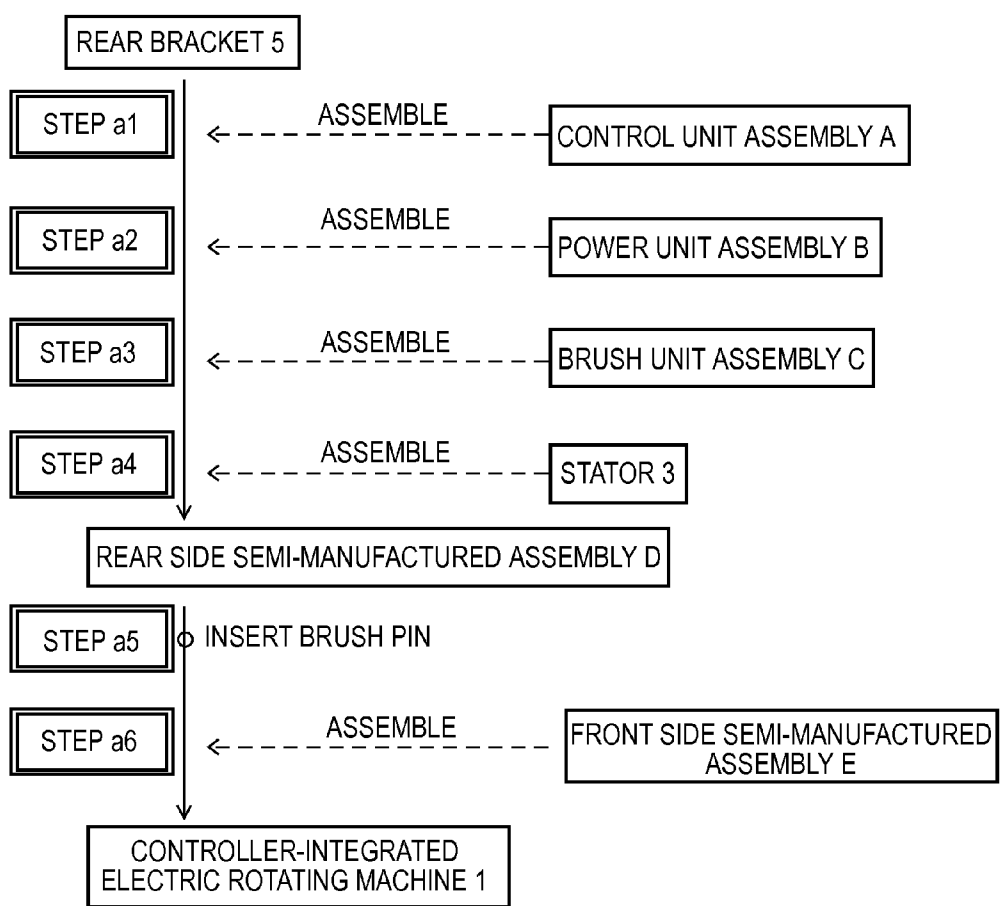 REAR BRACKET 5
STEP a1
ASSEMBLE
CONTROL UNIT ASSEMBLY A
STEP a2
ASSEMBLE
POWER UNIT ASSEMBLY B
STEP a3
ASSEMBLE
BRUSH UNIT ASSEMBLY C
STEP a4
ASSEMBLE
STATOR 3
REAR SIDE SEMI-MANUFACTURED ASSEMBLY D
STEP a5
INSERT BRUSH PIN
STEP a6
ASSEMBLE
FRONT SIDE SEMI-MANUFACTURED
ASSEMBLY E
CONTROLLER-INTEGRATED
ELECTRIC ROTATING MACHINE 1